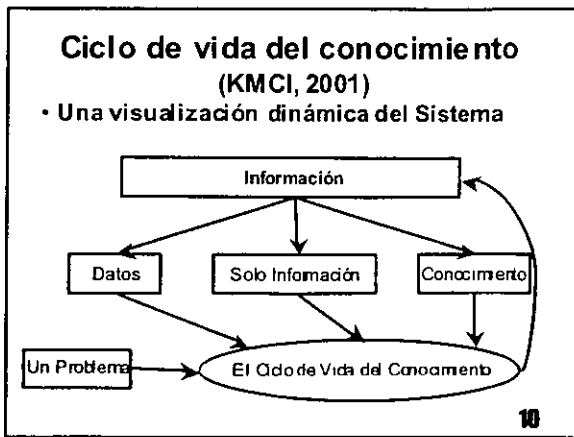 Ciclo de vida del conocimiento
(KMCI, 2001)
• Una visualización dinámica del Sistema
Información
Datos
Solo Información
Conocimiento
Un Problema
El Ciclo de Vida del Conocimiento
10